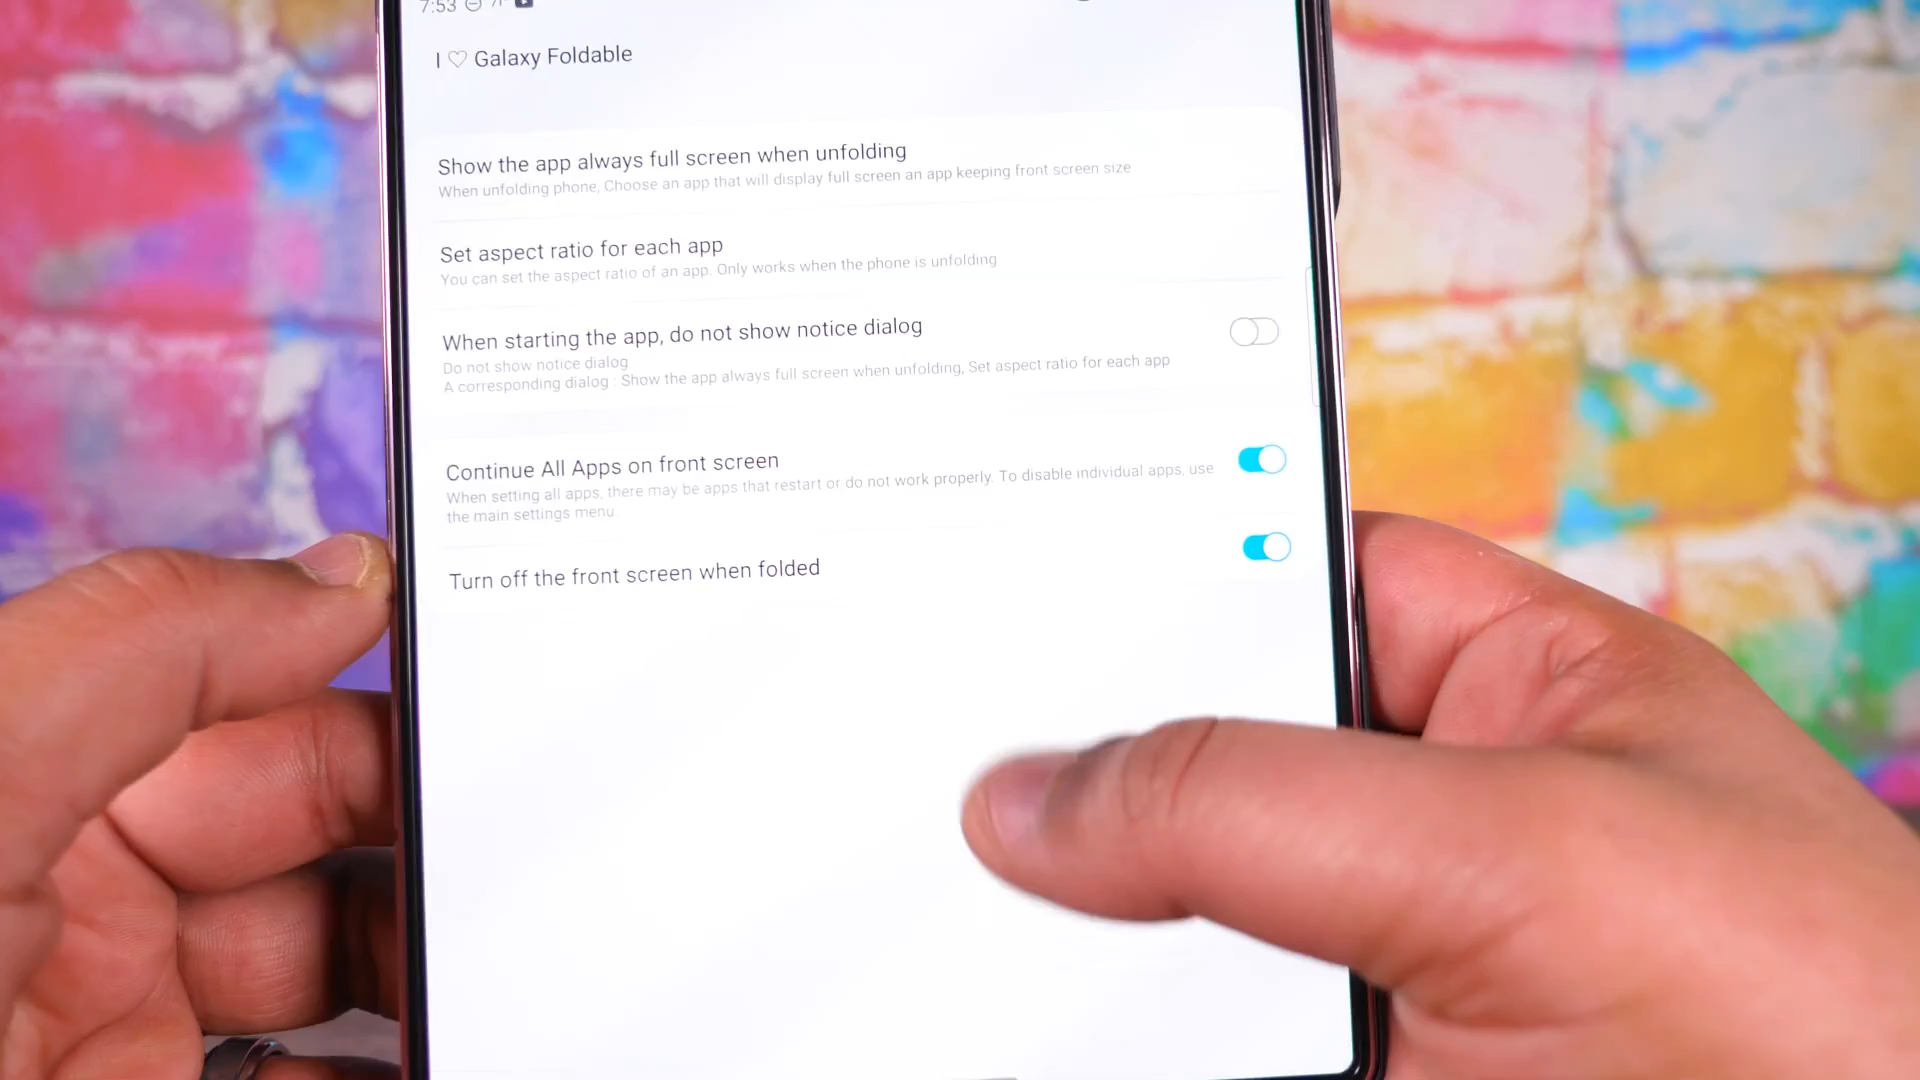 7:53
I ♡ Galaxy Foldable
Show the app always full screen when unfolding
When unfolding phone, Choose an app that will display full screen an app keeping front screen size
Set aspect ratio for each app
You can set the aspect ratio of an app. Only works when the phone is unfolding
When starting the app, do not show notice dialog
Do not show notice dialog
A corresponding dialog : Show the app always full screen when unfolding, Set aspect ratio for each app
Continue All Apps on front screen
When setting all apps, there may be apps that restart or do not work properly. To disable individual apps, use
the main settings menu.
Turn off the front screen when folded